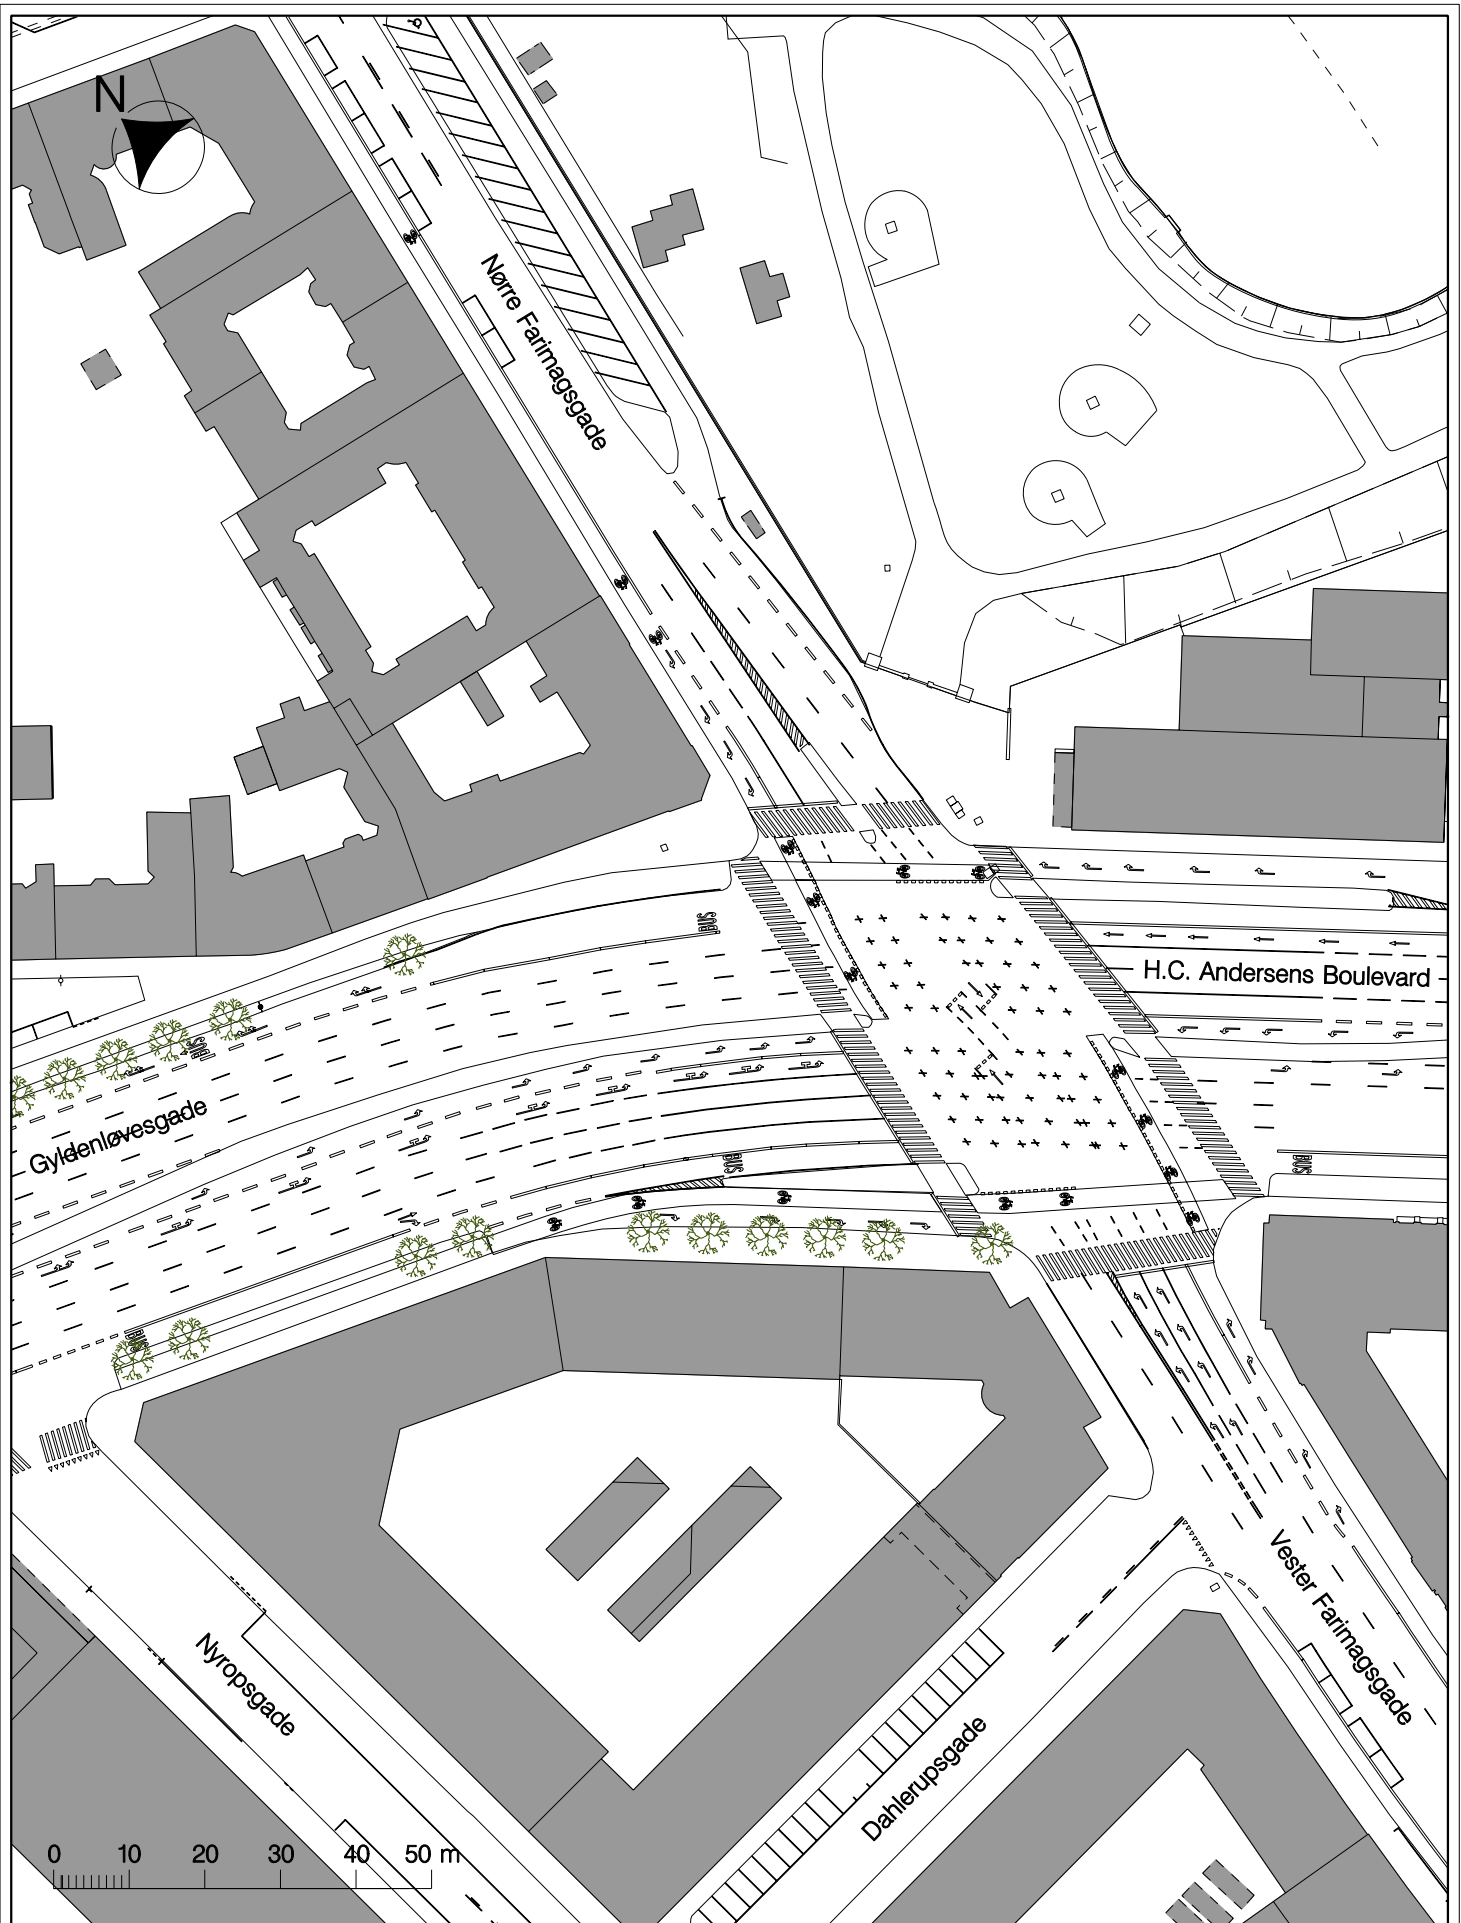 N
Nørre Farimagsgade
BUS
H.C. Andersens Boulevard
BUS
Gyldenløvesgade
BUS
BUS
BUS
Vester Farimagsgade
Nyropsgade
Dahlerupsgade
0 10 20 30 40 50 m